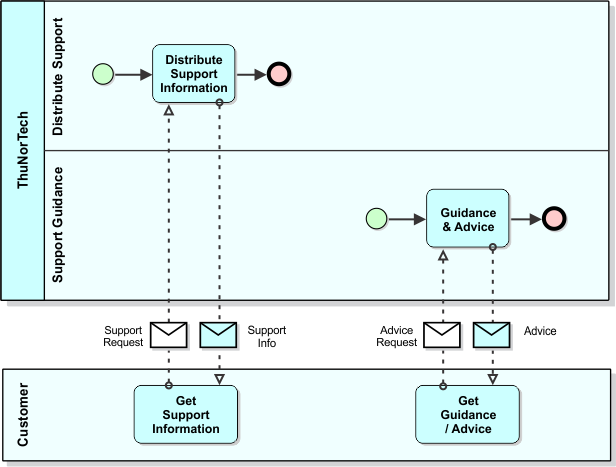 ThuNorTech
Distribute Support
Distribute
Support
Information
Support Guidance
Guidance
& Advice
Support
Request
Support
Info
Advice
Request
Advice
Customer
Get
Support
Information
Get
Guidance
/ Advice